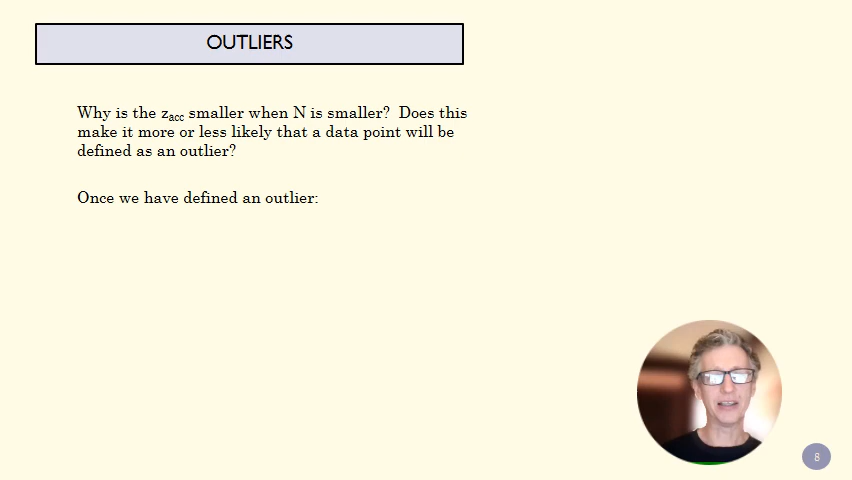 OUTLIERS
Why is the zacc smaller when N is smaller? Does this
make it more or less likely that a data point will be
defined as an outlier?
Once we have defined an outlier:
8